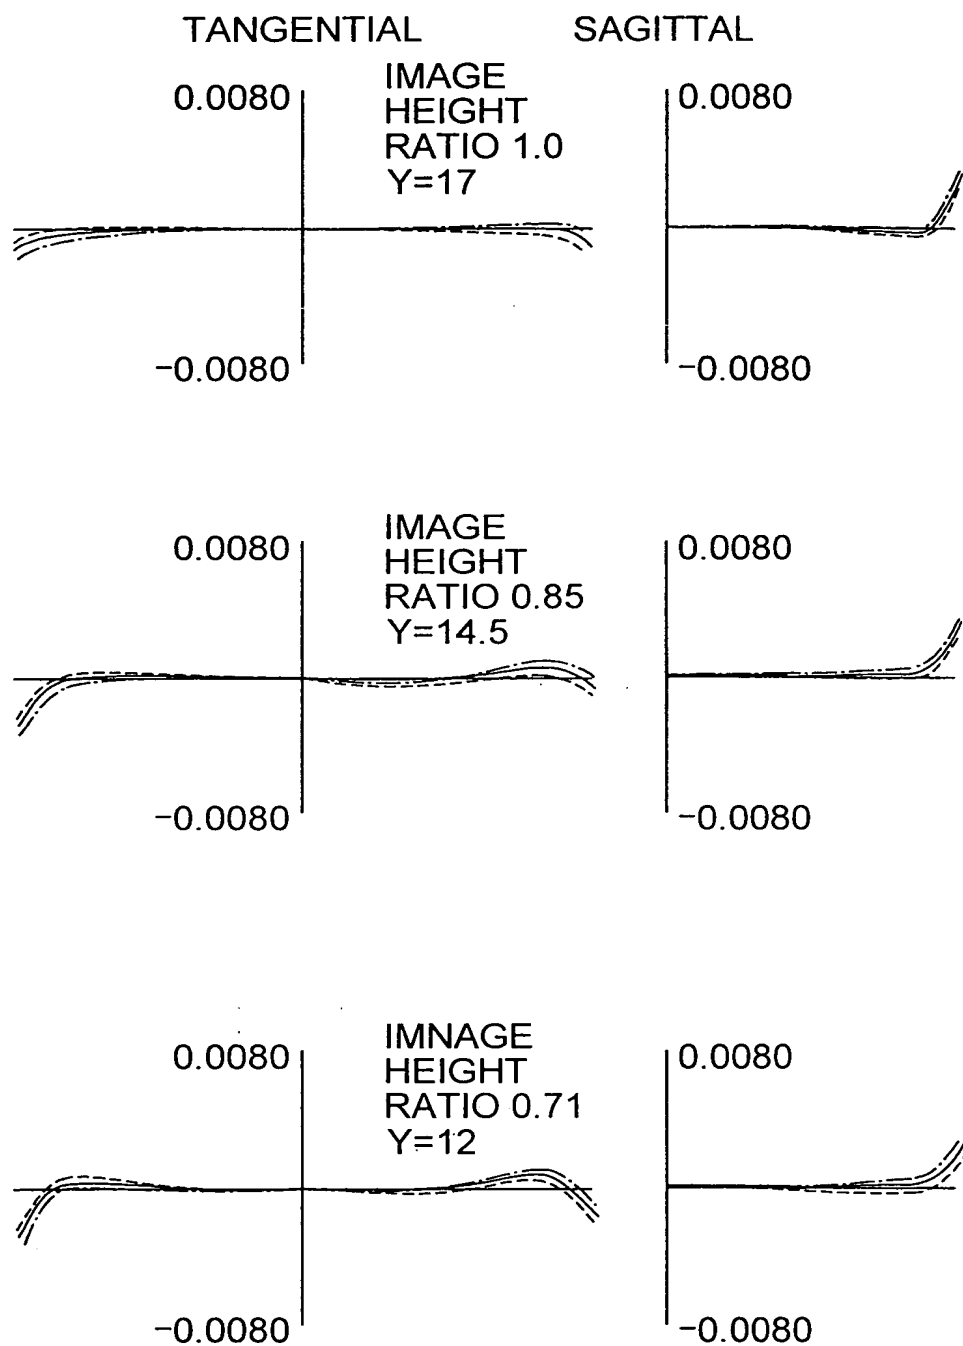 TANGENTIAL SAGITTAL
0.0080
IMAGE
HEIGHT
RATIO 1.0
Y=17
0.0080
-0.0080
-0.0080
0.0080
IMAGE
HEIGHT
RATIO 0.85
Y=14.5
0.0080
-0.0080
-0.0080
0.0080
IMNAGE
HEIGHT
RATIO 0.71
Y=12
0.0080
-0.0080
-0.0080